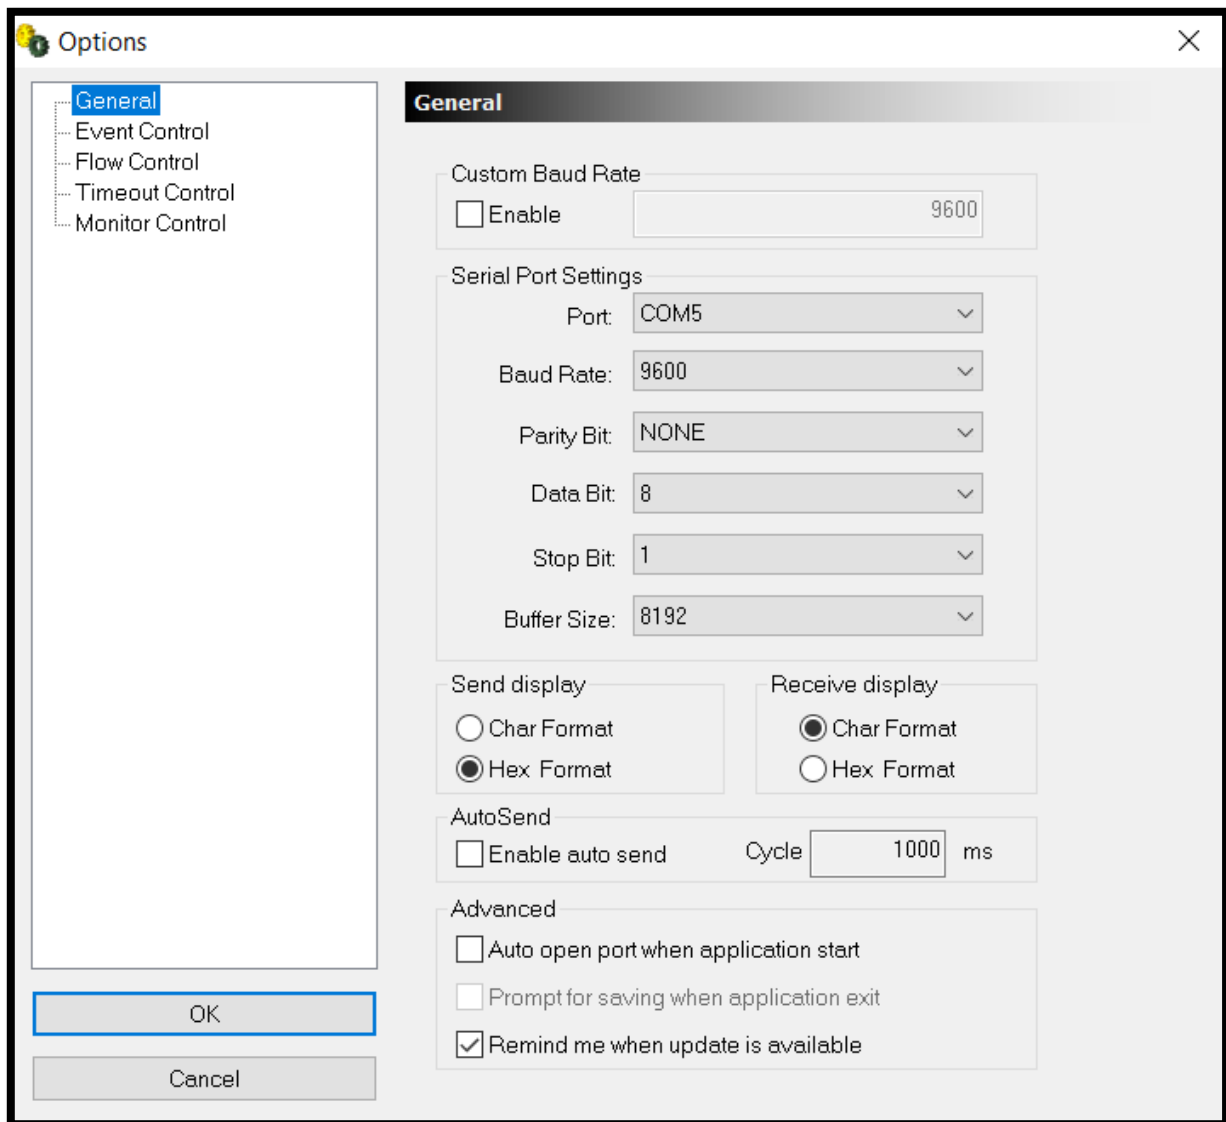 Options
General
Event Control
Flow Control
Timeout Control
Monitor Control
OK
Cancel
General
Custom Baud Rate
Enable 9600
Serial Port Settings
Port: COM5
Baud Rate: 9600
Parity Bit: NONE
Data Bit: 8
Stop Bit: 1
Buffer Size: 8192
Send display
Char Format
Hex Format
Receive display
Char Format
Hex Format
AutoSend
Enable auto send Cycle 1000 ms
Advanced
Auto open port when application start
Prompt for saving when application exit
Remind me when update is available